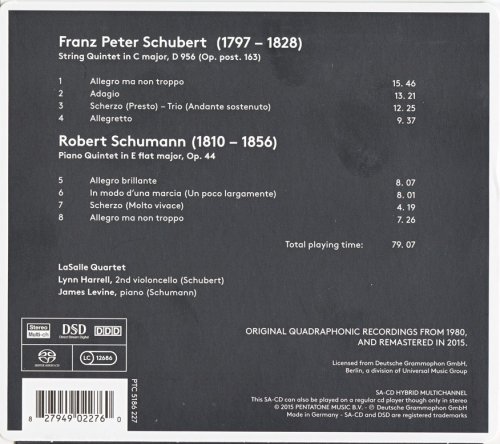 Franz Peter Schubert (1797 – 1828)
String Quintet in C major, D 956 (Op. post. 163)
1 Allegro ma non troppo 15. 46
2 Adagio 13. 21
3 Scherzo (Presto) – Trio (Andante sostenuto) 12. 25
4 Allegretto 9. 37
Robert Schumann (1810 – 1856)
Piano Quintet in E flat major, Op. 44
5 Allegro brillante 8. 07
6 In modo d'una marcia (Un poco largamente) 8. 01
7 Scherzo (Molto vivace) 4. 19
8 Allegro ma non troppo 7. 26
Total playing time: 79. 07
LaSalle Quartet
Lynn Harrell, 2nd violoncello (Schubert)
James Levine, piano (Schumann)
Stereo
Multi-ch
DSD
Direct Stream Digital
DDD
SUPER AUDIO CD
LC 12686
PTC 5186 227
8 27949 02276 0
ORIGINAL QUADRAPHONIC RECORDINGS FROM 1980,
AND REMASTERED IN 2015.
Licensed from Deutsche Grammophon GmbH,
Berlin, a division of Universal Music Group
SA-CD HYBRID MULTICHANNEL
This SA-CD can also be played on a regular cd player though only in stereo
© 2015 PENTATONE MUSIC B.V. - ℗ Deutsche Grammophon GmbH
Made in Germany - SA-CD and DSD are registered trademarks